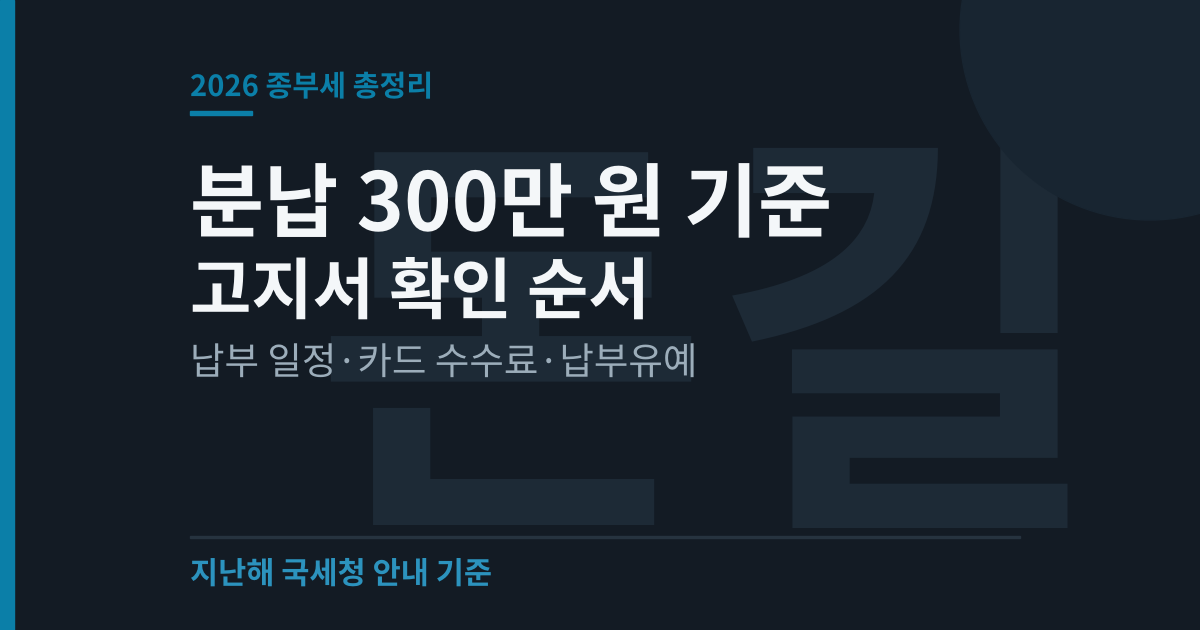 2026 종부세 총정리
분납 300만 원 기준
고지서 확인 순서
납부 일정·카드 수수료·납부유예
돈길
지난해 국세청 안내 기준